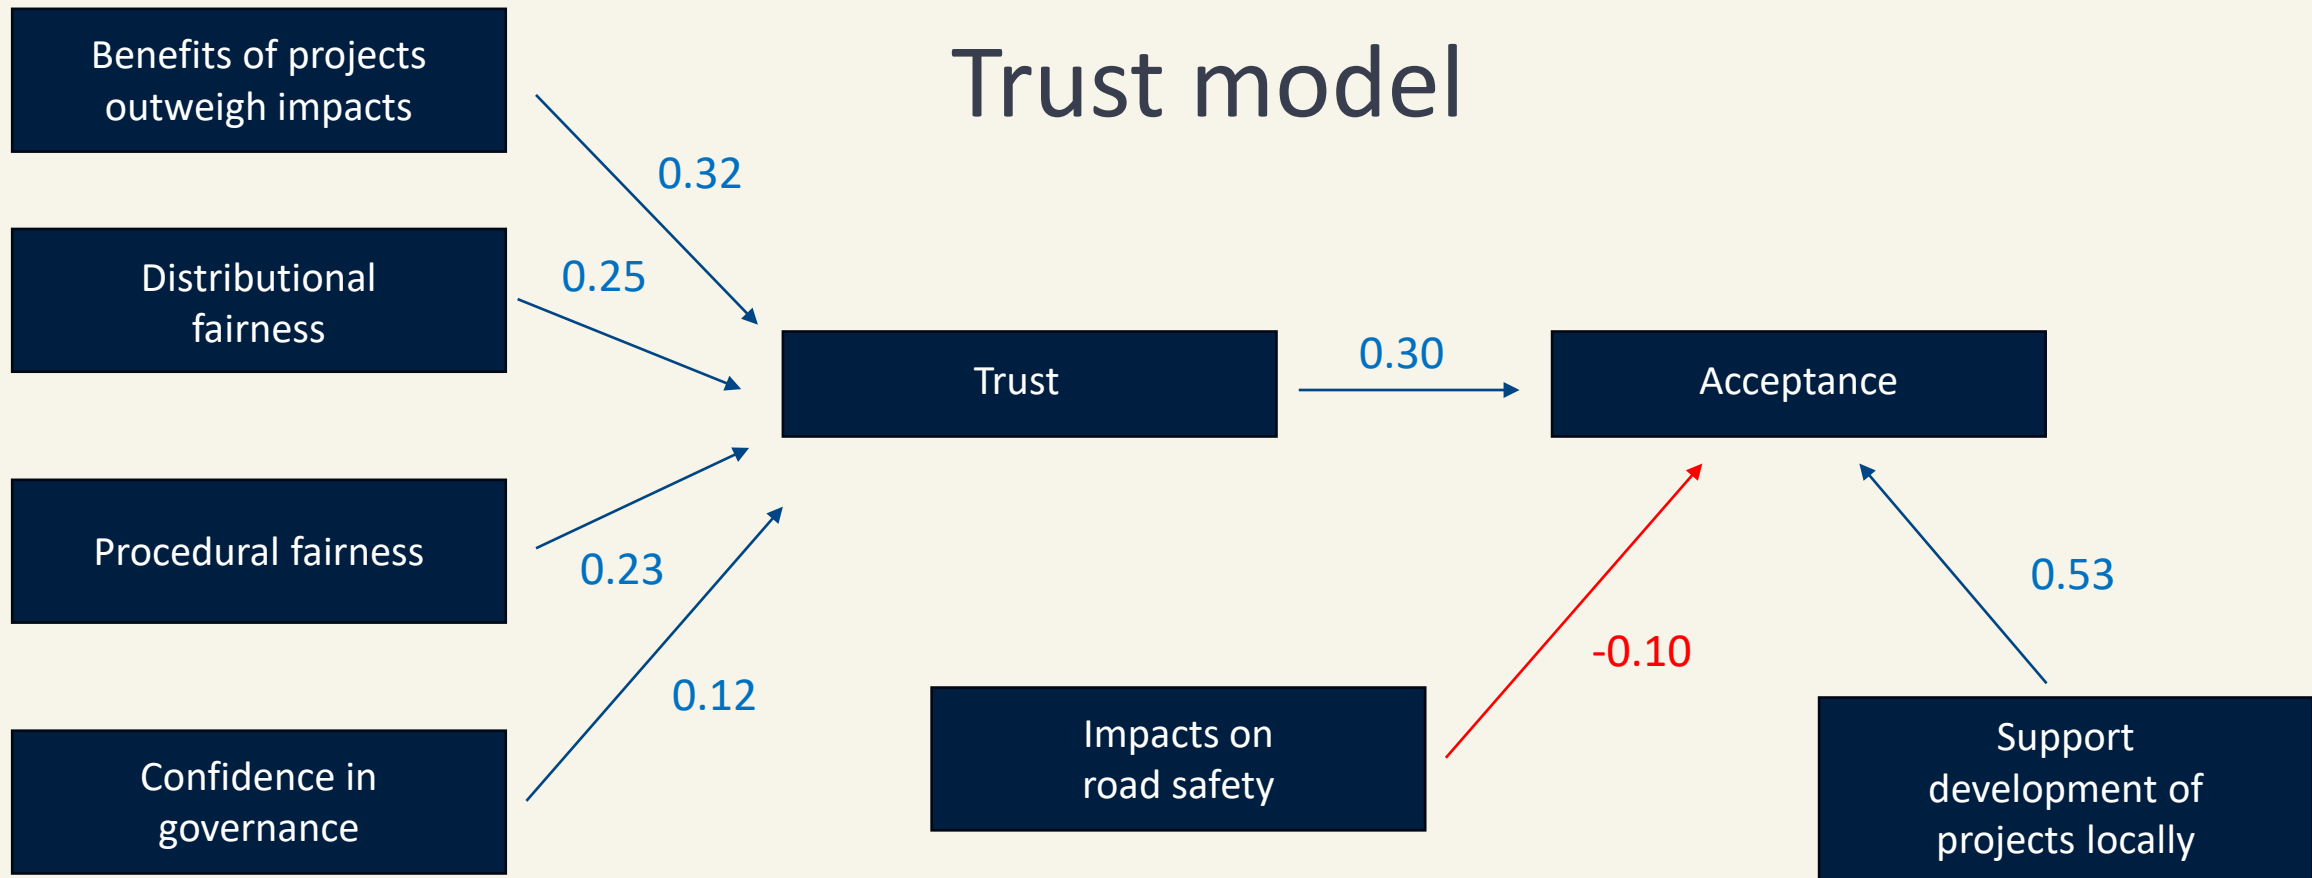 Trust model
Benefits of projects
outweigh impacts
0.32
Distributional
fairness
0.25
Trust
0.30
Acceptance
Procedural fairness
0.23
0.53
-0.10
0.12
Confidence in
governance
Impacts on
road safety
Support
development of
projects locally